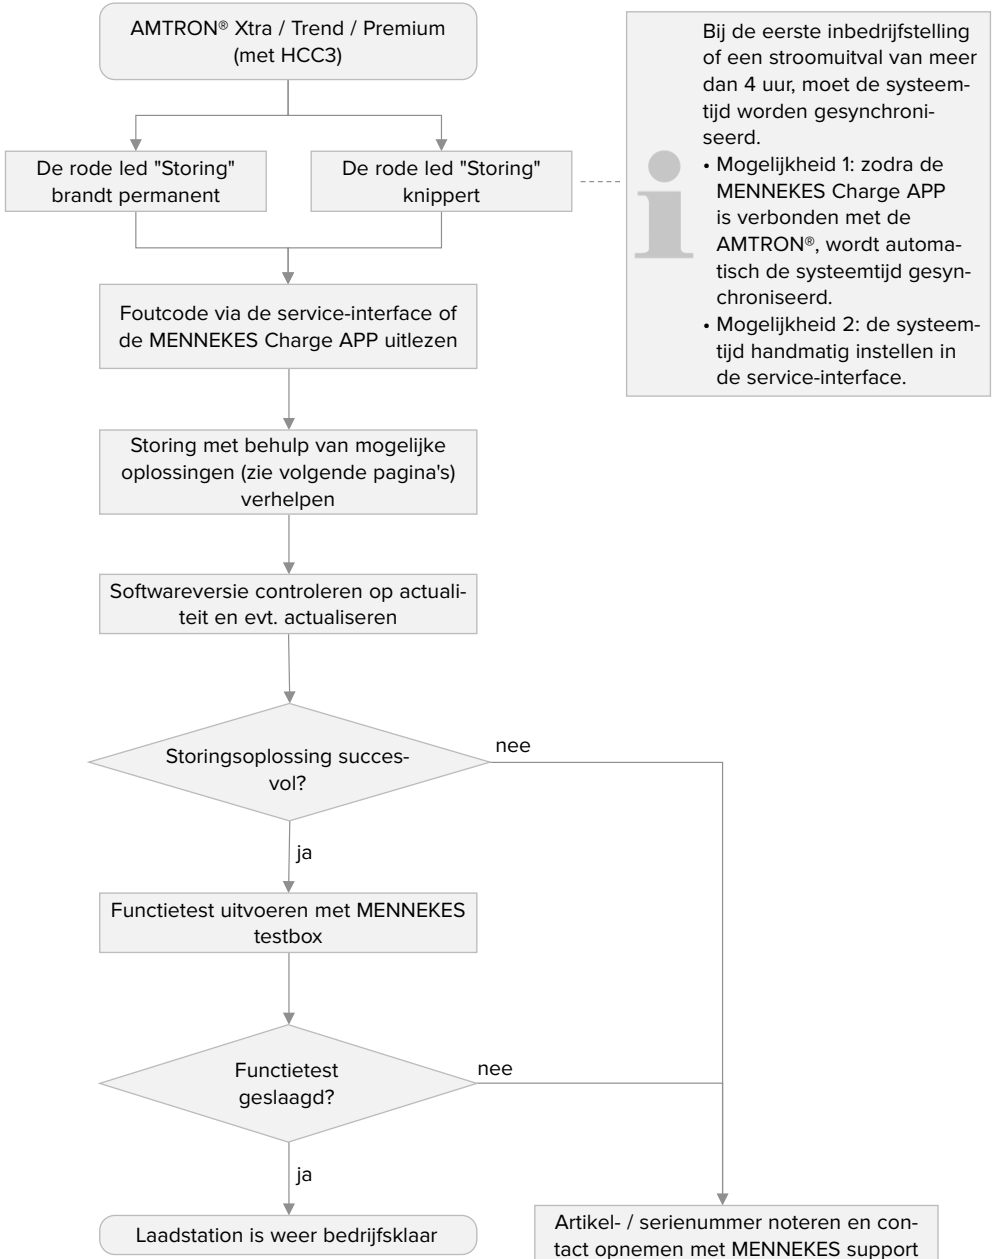 AMTRON® Xtra / Trend / Premium
(met HCC3)
De rode led "Storing"
brandt permanent
De rode led "Storing"
knippert
Bij de eerste inbedrijfstelling
of een stroomuitval van meer
dan 4 uur, moet de systeem-
tijd worden gesynchroni-
seerd.
• Mogelijkheid 1: zodra de
MENNEKES Charge APP
is verbonden met de
AMTRON®, wordt automa-
tisch de systeemtijd gesyn-
chroniseerd.
• Mogelijkheid 2: de systeem-
tijd handmatig instellen in
de service-interface.
Foutcode via de service-interface of
de MENNEKES Charge APP uitlezen
Storing met behulp van mogelijke
oplossingen (zie volgende pagina's)
verhelpen
Softwareversie controleren op actuali-
teit en evt. actualiseren
Storingsoplossing succes-
vol?
nee
ja
Functietest uitvoeren met MENNEKES
testbox
Functietest
geslaagd?
nee
ja
Laadstation is weer bedrijfsklaar
Artikel- / serienummer noteren en con-
tact opnemen met MENNEKES support